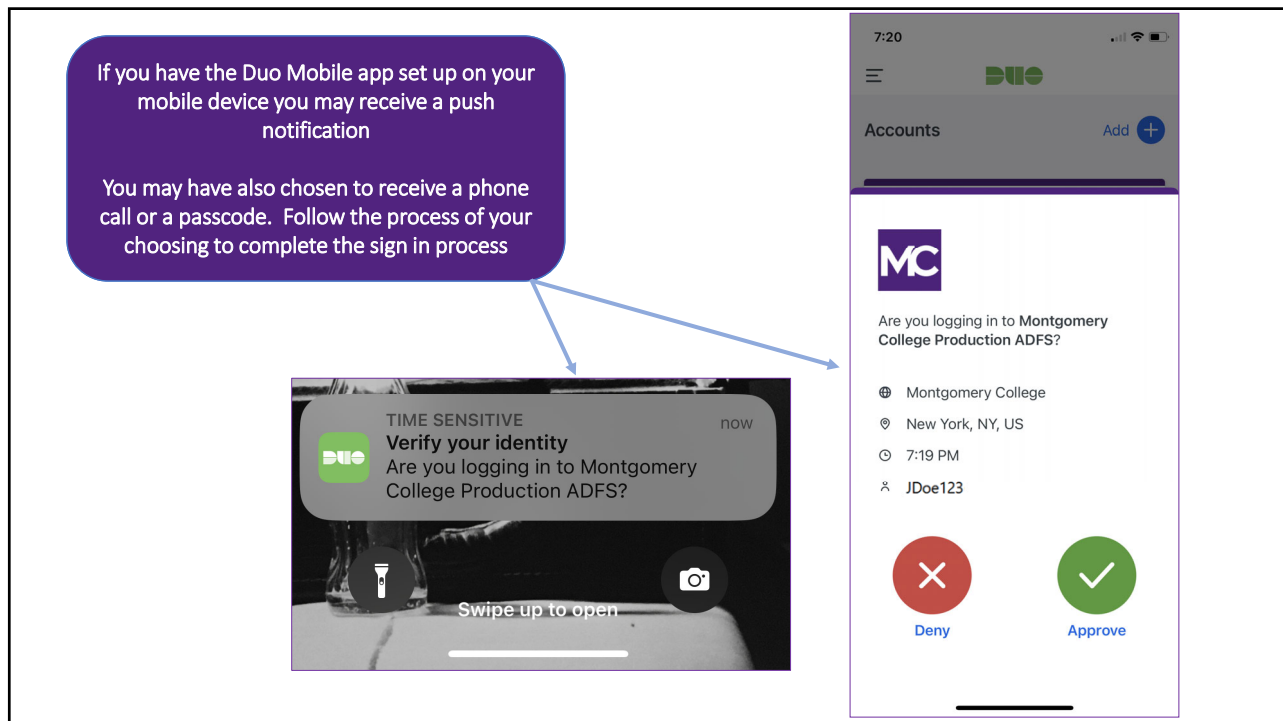 If you have the Duo Mobile app set up on your
mobile device you may receive a push
notification
You may have also chosen to receive a phone
call or a passcode.  Follow the process of your
choosing to complete the sign in process
TIME SENSITIVE
now
Verify your identity
DUO
Are you logging in to Montgomery
College Production ADFS?
Swipe up to open
7:20
DUO
Accounts
Add
MC
Are you logging in to Montgomery
College Production ADFS?
Montgomery College
New York, NY, US
7:19 PM
JDoe123
Deny
Approve